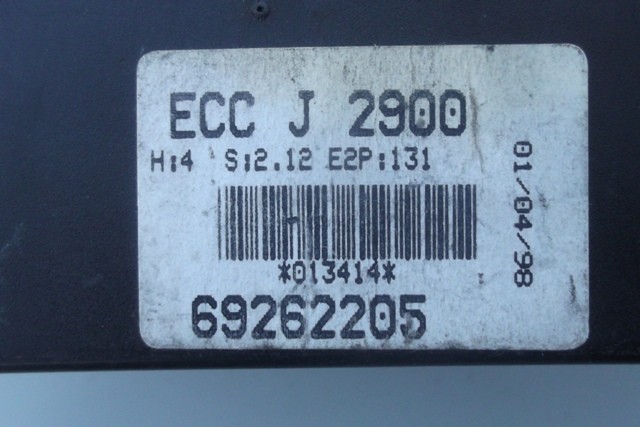 ECC J 2900
H:4 S:2.12 E2P:131
*013414*
69262205
01/04/98